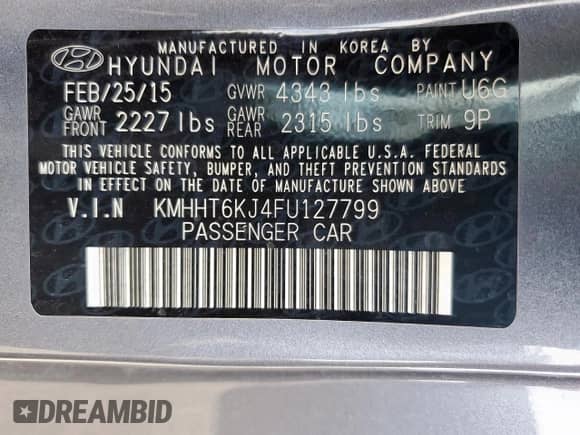 MANUFACTURED IN KOREA BY
HYUNDAI MOTOR COMPANY
FEB/25/15 GVWR 4343 lbs PAINT U6G
GAWR FRONT 2227 lbs GAWR REAR 2315 lbs TRIM 9P
THIS VEHICLE CONFORMS TO ALL APPLICABLE U.S.A. FEDERAL
MOTOR VEHICLE SAFETY, BUMPER, AND THEFT PREVENTION STANDARDS
IN EFFECT ON THE DATE OF MANUFACTURE SHOWN ABOVE.
V.I.N KMHHT6KJ4FU127799
PASSENGER CAR
DREAMBID